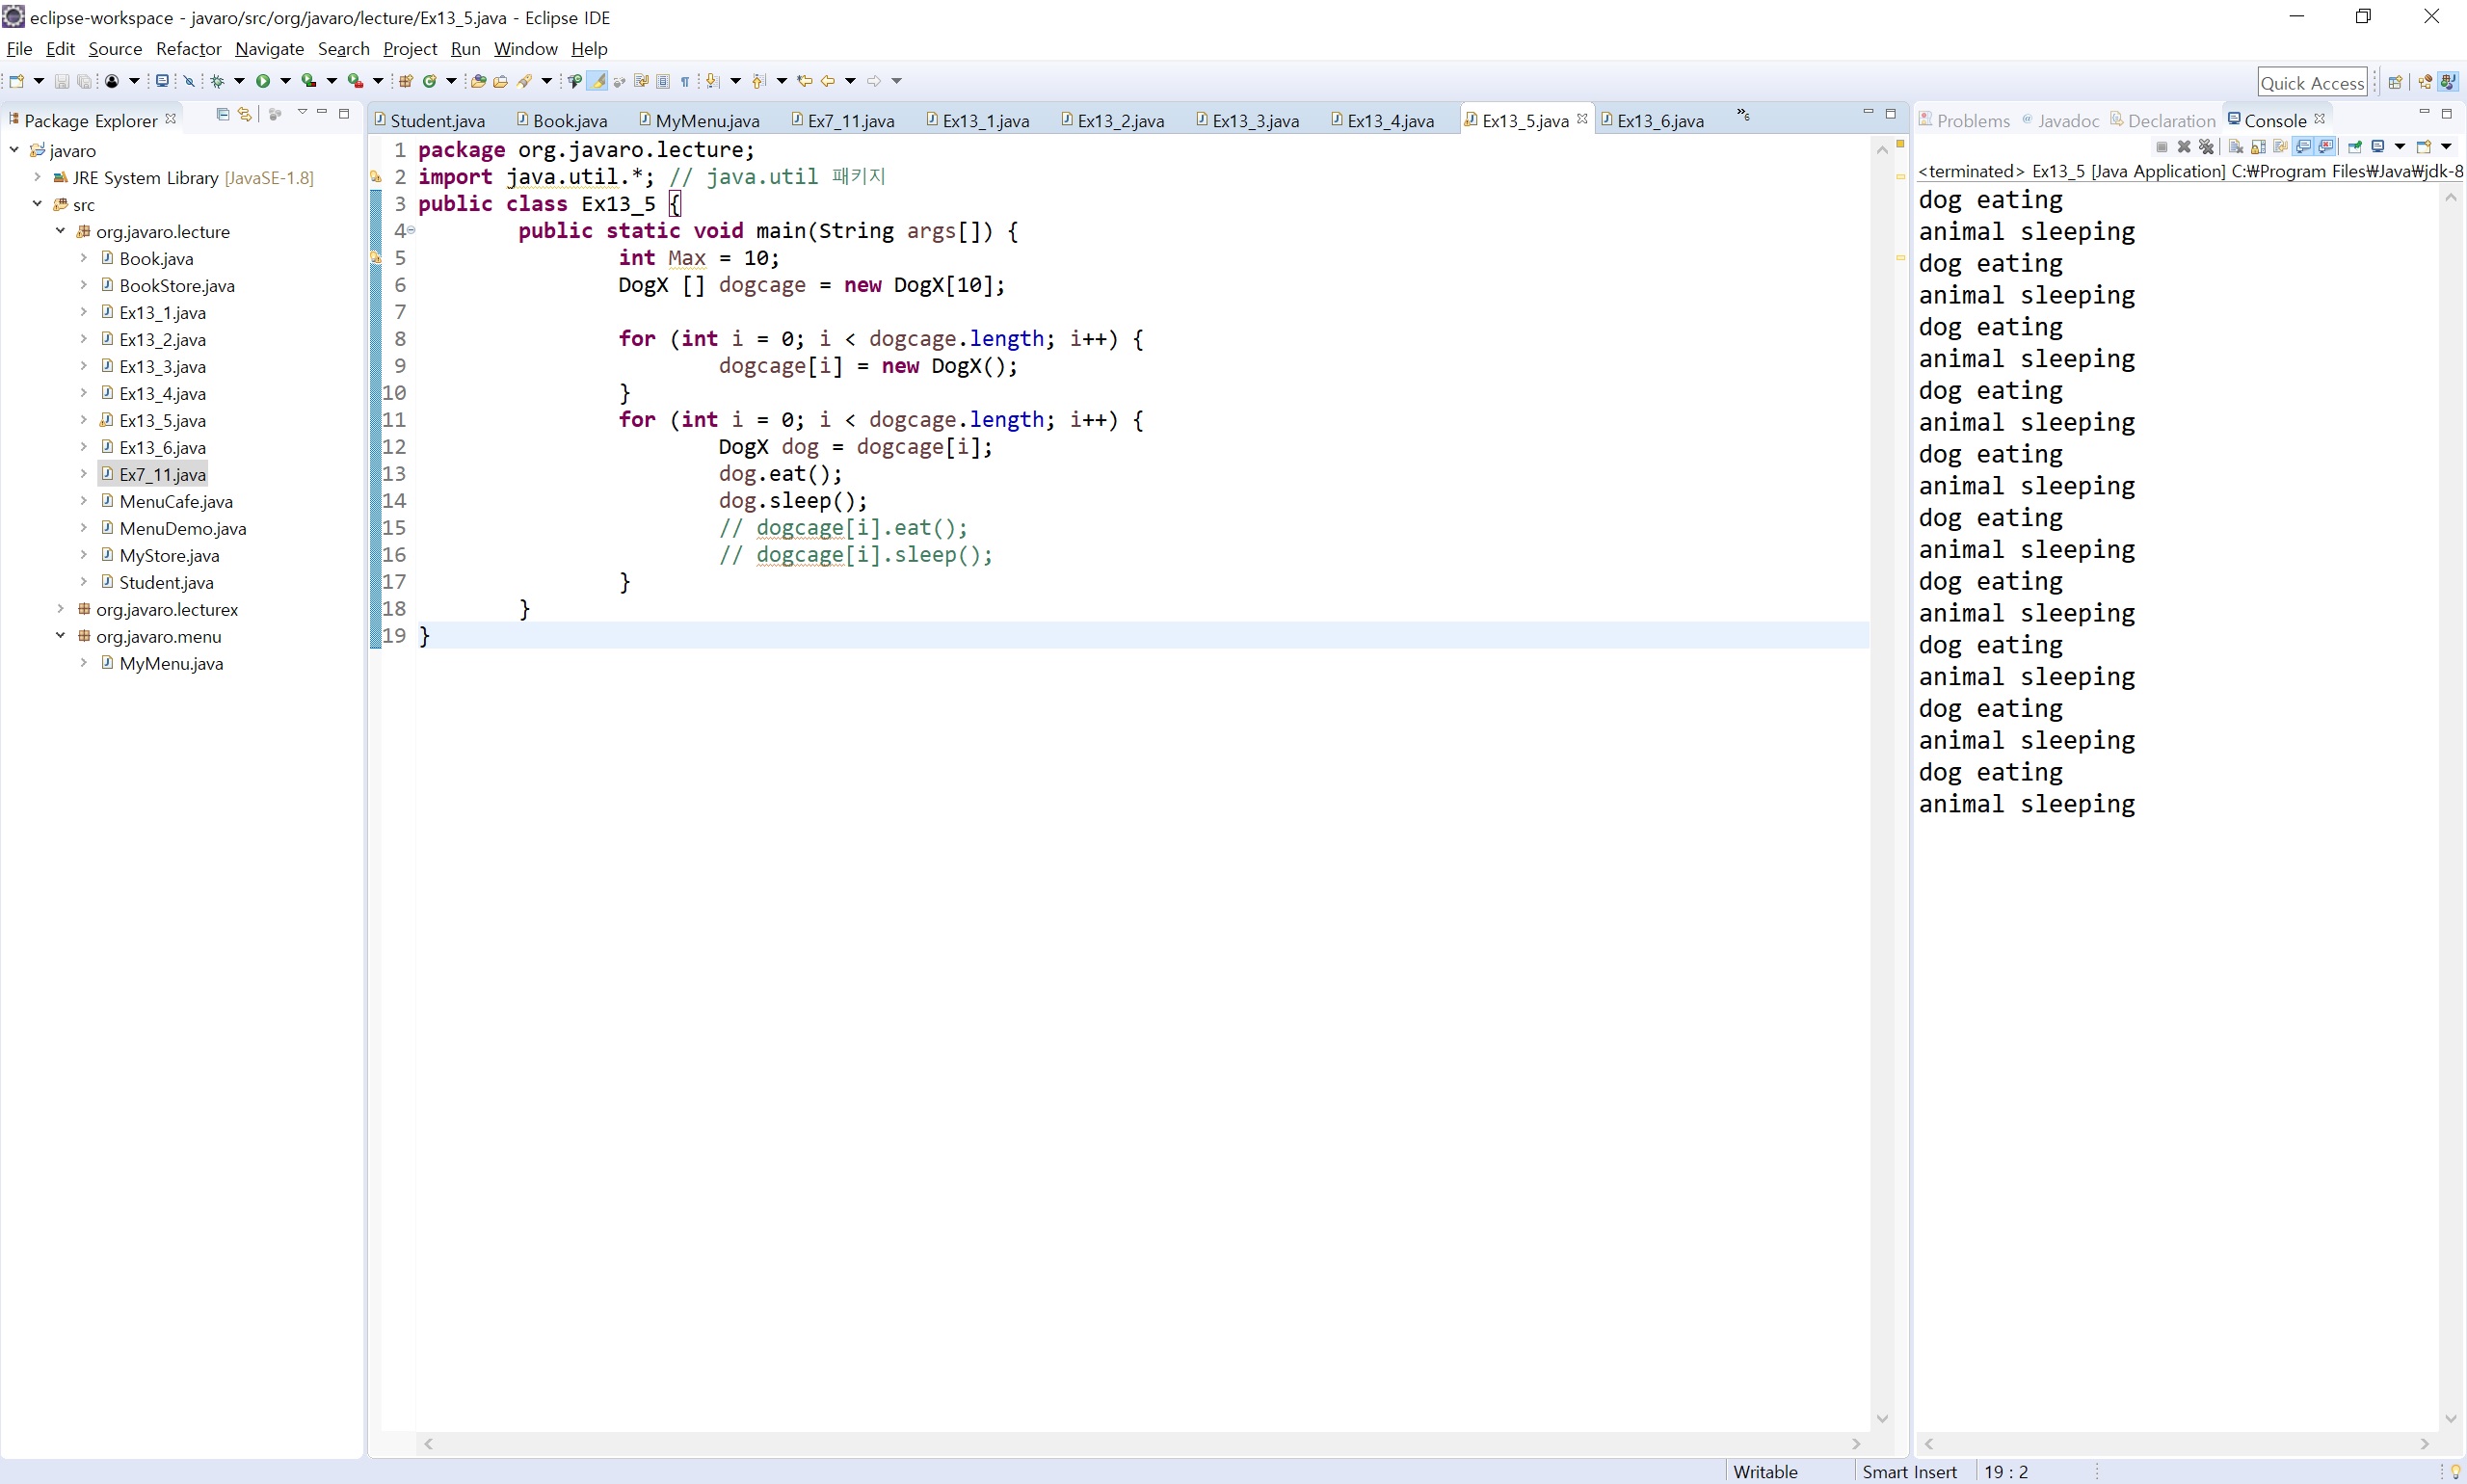 eclipse-workspace - javaro/src/org/javaro/lecture/Ex13_5.java - Eclipse IDE
File Edit Source Refactor Navigate Search Project Run Window Help
Quick Access
Package Explorer
javaro
JRE System Library [JavaSE-1.8]
src
org.javaro.lecture
Book.java
BookStore.java
Ex13_1.java
Ex13_2.java
Ex13_3.java
Ex13_4.java
Ex13_5.java
Ex13_6.java
Ex7_11.java
MenuCafe.java
MenuDemo.java
MyStore.java
Student.java
org.javaro.lecturex
org.javaro.menu
MyMenu.java
Student.java Book.java MyMenu.java Ex7_11.java Ex13_1.java Ex13_2.java Ex13_3.java Ex13_4.java Ex13_5.java Ex13_6.java »6
1 package org.javaro.lecture;
2 import java.util.*; // java.util 패키지
3 public class Ex13_5 {
4 public static void main(String args[]) {
5 int Max = 10;
6 DogX [] dogcage = new DogX[10];
7
8 for (int i = 0; i < dogcage.length; i++) {
9 dogcage[i] = new DogX();
10 }
11 for (int i = 0; i < dogcage.length; i++) {
12 DogX dog = dogcage[i];
13 dog.eat();
14 dog.sleep();
15 // dogcage[i].eat();
16 // dogcage[i].sleep();
17 }
18 }
19 }
Problems Javadoc Declaration Console
<terminated> Ex13_5 [Java Application] C:₩Program Files₩Java₩jdk-8
dog eating
animal sleeping
dog eating
animal sleeping
dog eating
animal sleeping
dog eating
animal sleeping
dog eating
animal sleeping
dog eating
animal sleeping
dog eating
animal sleeping
dog eating
animal sleeping
dog eating
animal sleeping
dog eating
animal sleeping
Writable Smart Insert 19 : 2